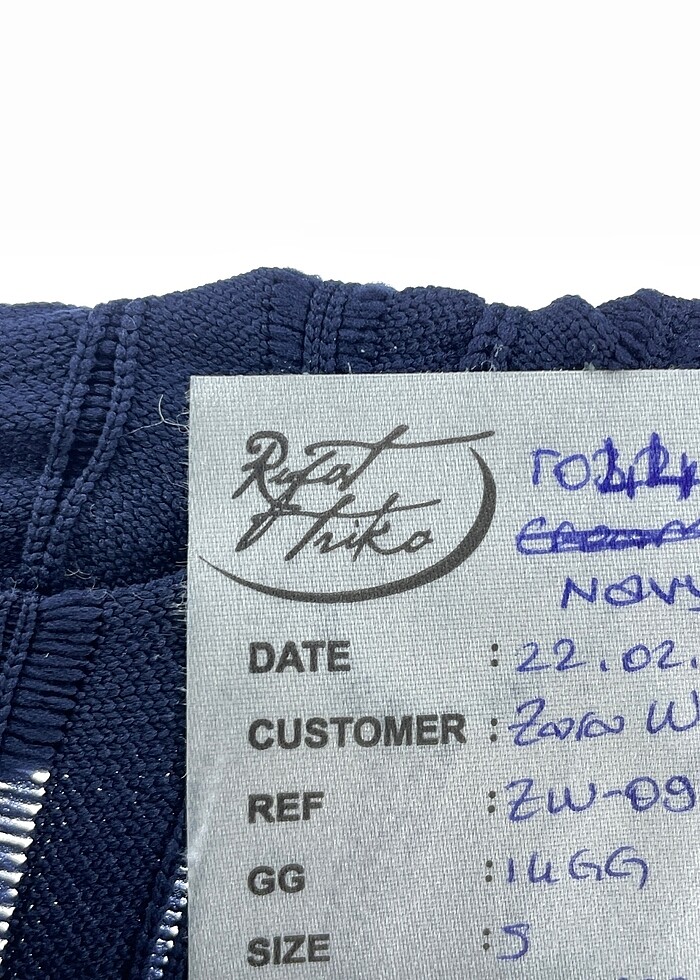 Rifat
Triko
NAVY
DATE : 22.02.
CUSTOMER : Zara W
REF : ZW-09
GG : 14GG
SIZE : S